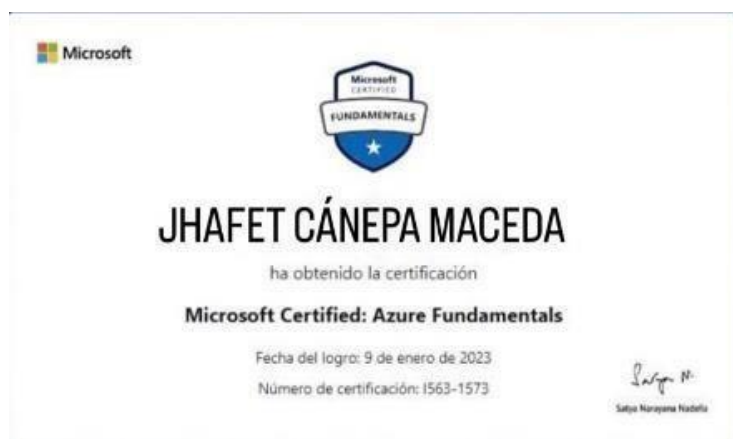 Microsoft
Microsoft
CERTIFIED
FUNDAMENTALS
JHAFET CÁNEPA MACEDA
ha obtenido la certificación
Microsoft Certified: Azure Fundamentals
Fecha del logro: 9 de enero de 2023
Número de certificación: I563-1573
Satya N.
Satya Narayana Nadella